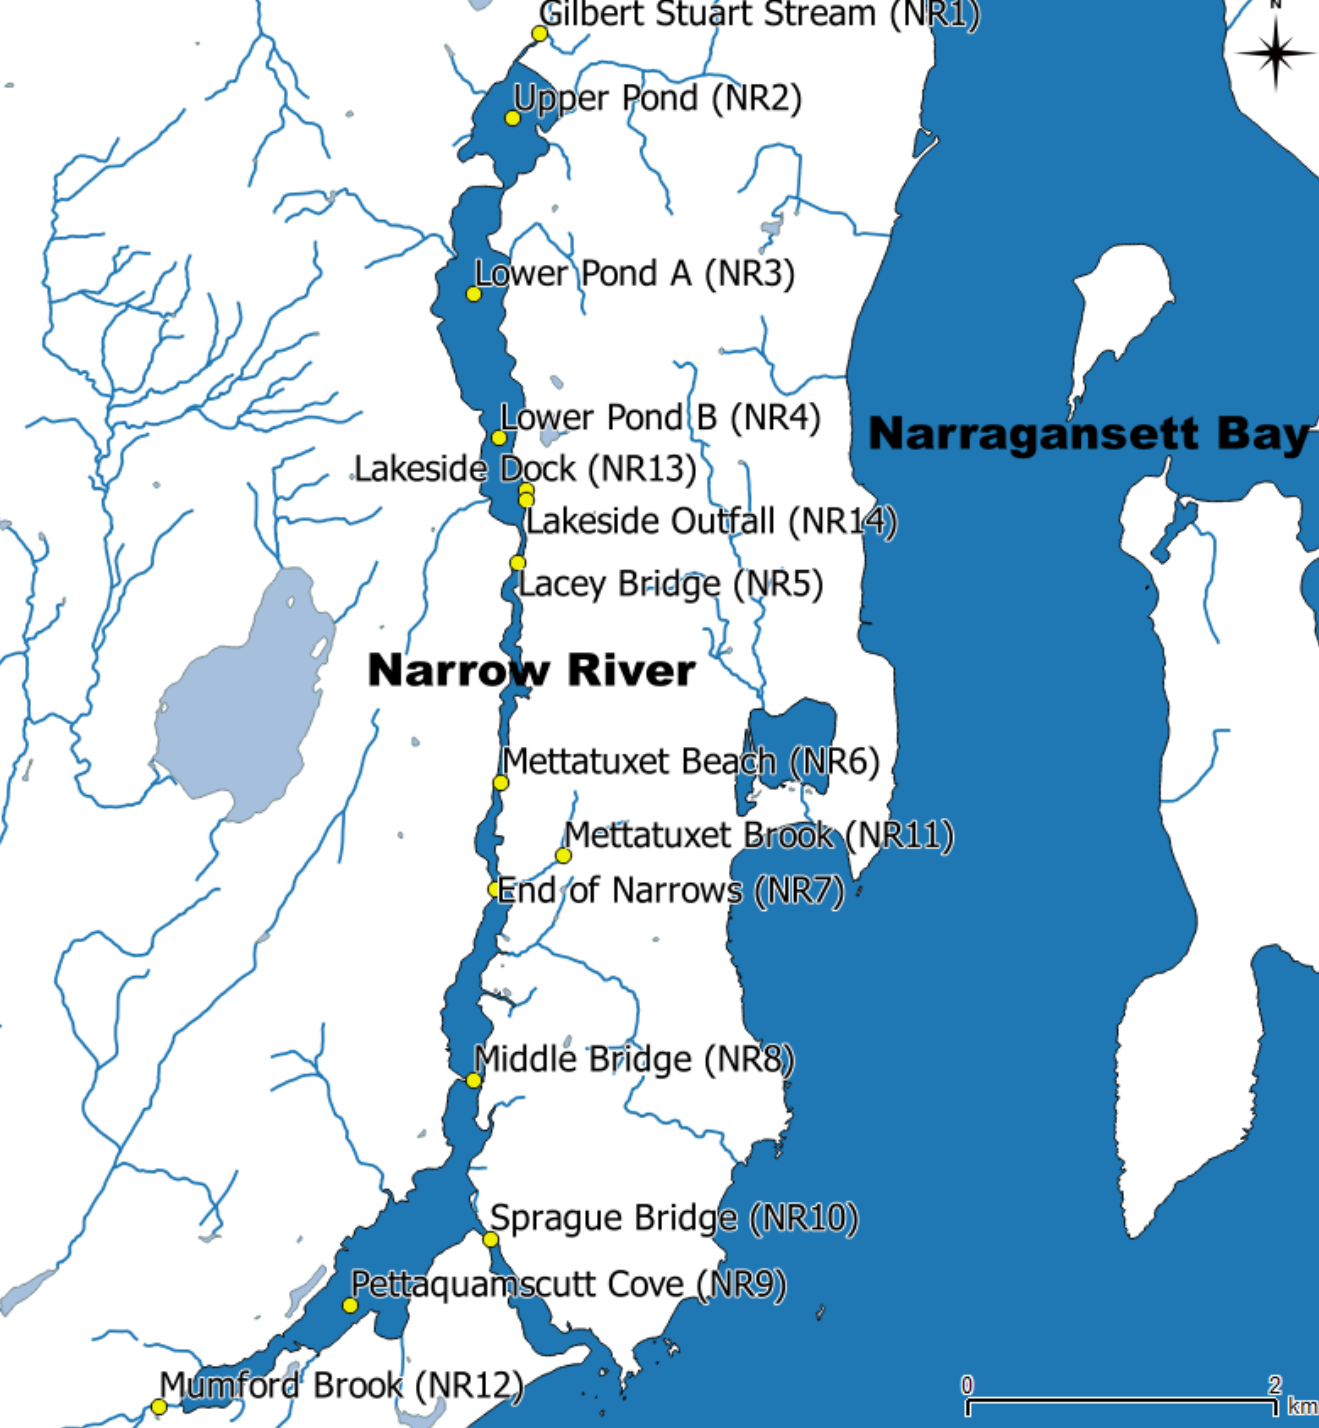 Gilbert Stuart Stream (NR1)
N
Upper Pond (NR2)
Lower Pond A (NR3)
Lower Pond B (NR4)
Narragansett Bay
Lakeside Dock (NR13)
Lakeside Outfall (NR14)
Lacey Bridge (NR5)
Narrow River
Mettatuxet Beach (NR6)
Mettatuxet Brook (NR11)
End of Narrows (NR7)
Middle Bridge (NR8)
Sprague Bridge (NR10)
Pettaquamscutt Cove (NR9)
Mumford Brook (NR12)
0 2
km